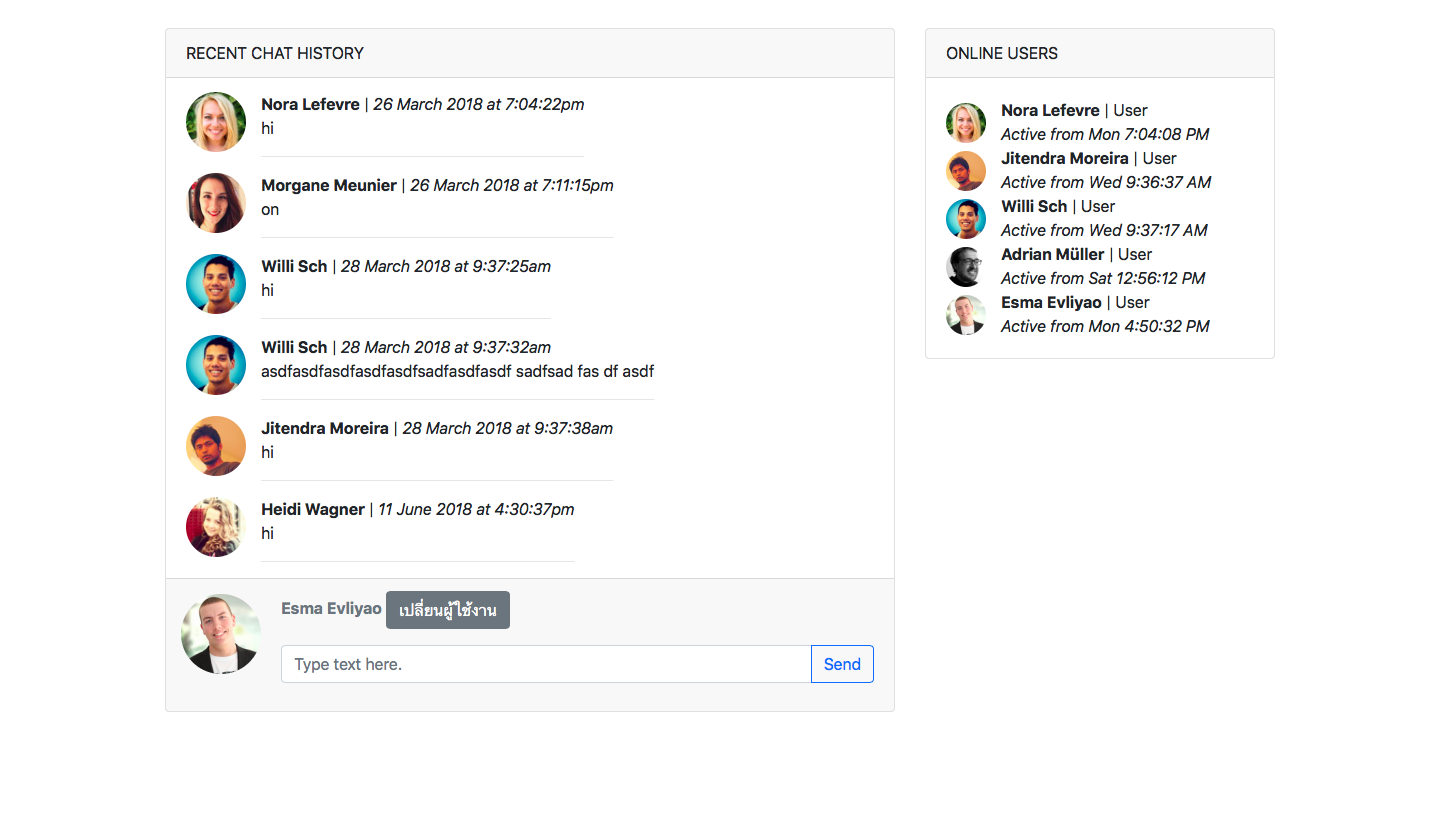 RECENT CHAT HISTORY
Nora Lefevre | 26 March 2018 at 7:04:22pm
hi
Morgane Meunier | 26 March 2018 at 7:11:15pm
on
Willi Sch | 28 March 2018 at 9:37:25am
hi
Willi Sch | 28 March 2018 at 9:37:32am
asdfasdfasdfasdfasdfsadfasdfasdf sadfsad fas df asdf
Jitendra Moreira | 28 March 2018 at 9:37:38am
hi
Heidi Wagner | 11 June 2018 at 4:30:37pm
hi
Esma Evliyao เปลี่ยนผู้ใช้งาน
Type text here. Send
ONLINE USERS
Nora Lefevre | User
Active from Mon 7:04:08 PM
Jitendra Moreira | User
Active from Wed 9:36:37 AM
Willi Sch | User
Active from Wed 9:37:17 AM
Adrian Müller | User
Active from Sat 12:56:12 PM
Esma Evliyao | User
Active from Mon 4:50:32 PM